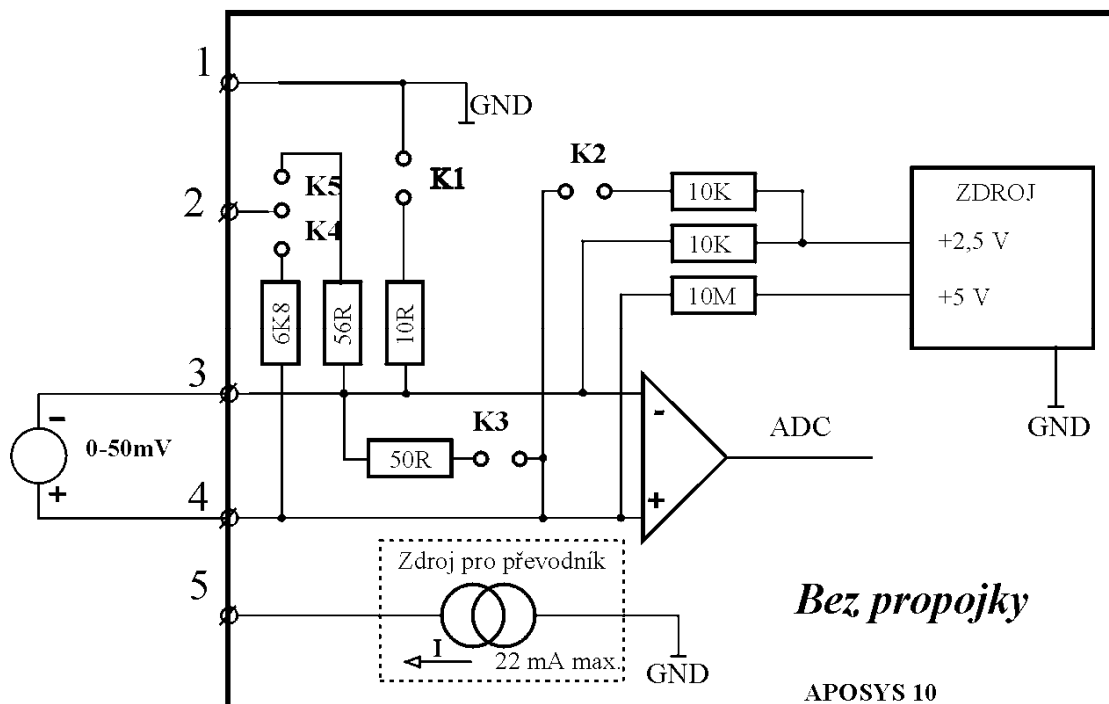 1
GND
K2
K5
K1
10K
ZDROJ
2
K4
10K
+2,5 V
10M
+5 V
6K8
56R
10R
3
-
K3
-
ADC
GND
0-50mV
50R
+
4
+
Zdroj pro převodník
5
Bez propojky
I
22 mA max.
GND
APOSYS 10